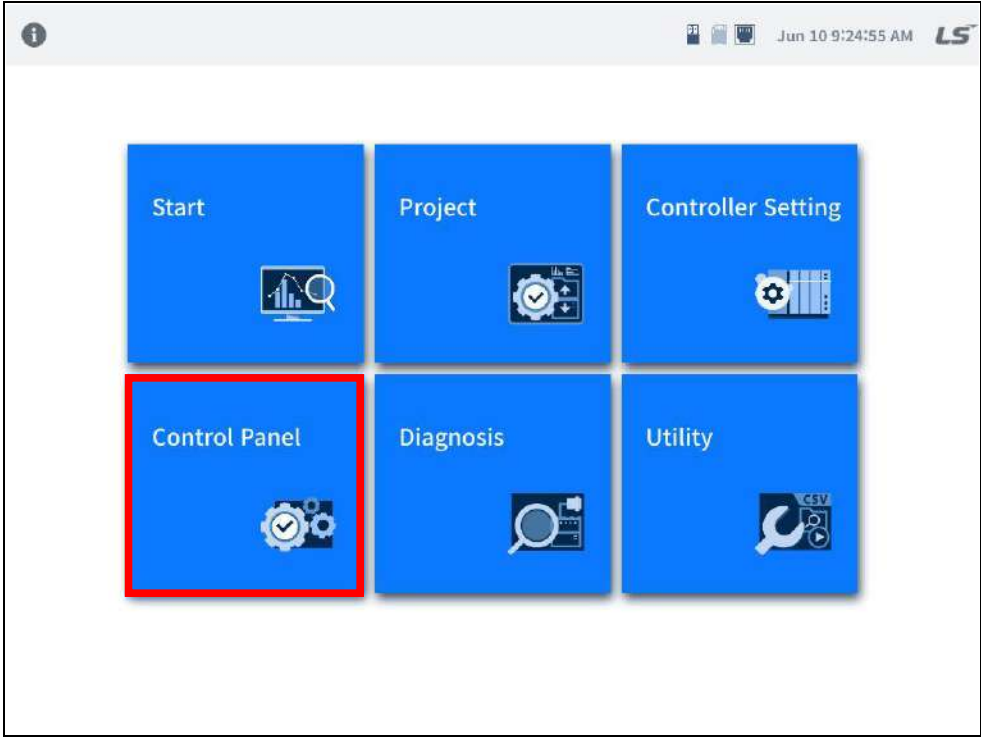 Jun 10 9:24:55 AM LS
Start
Project
Controller Setting
Control Panel
Diagnosis
Utility
CSV